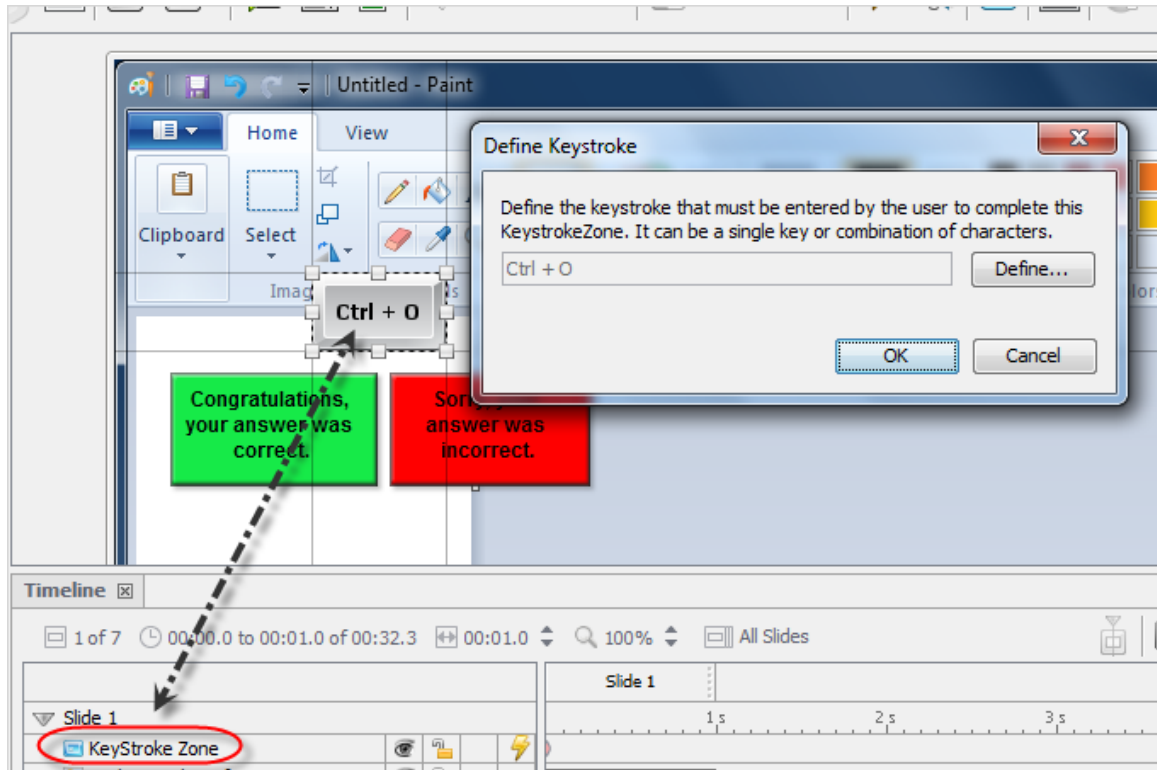 Untitled - Paint
Home View
Clipboard Select
Imag
ls
lor
Define Keystroke
Define the keystroke that must be entered by the user to complete this
KeystrokeZone. It can be a single key or combination of characters.
Ctrl + O
Define...
OK Cancel
Ctrl + O
Congratulations,
your answer was
correct.
answer was
incorrect.
Timeline
1 of 7 00:00.0 to 00:01.0 of 00:32.3 00:01.0 100% All Slides
Slide 1
Slide 1
1 s 2 s 3 s
KeyStroke Zone